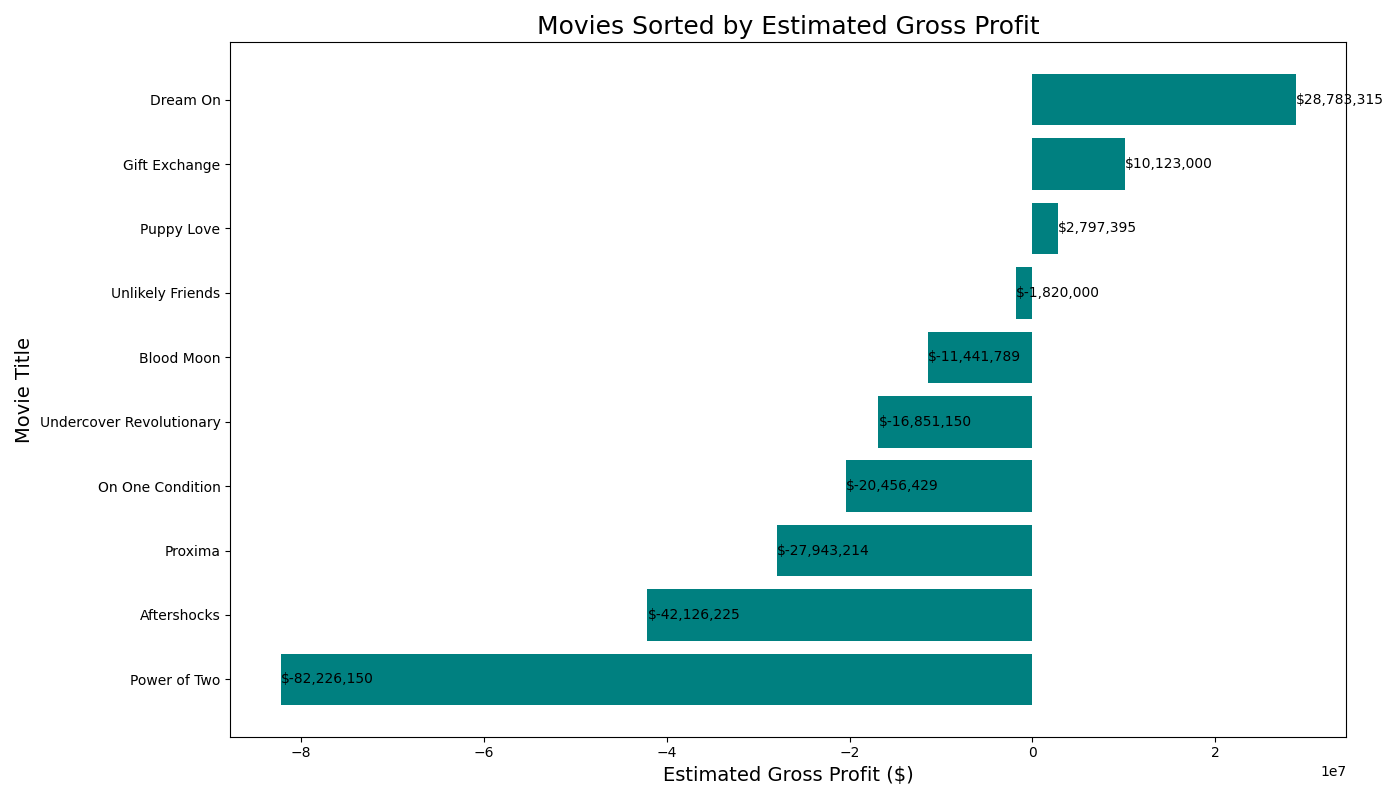 Movies Sorted by Estimated Gross Profit
Movie Title
Dream On
$28,783,315
Gift Exchange
$10,123,000
Puppy Love
$2,797,395
Unlikely Friends
$-1,820,000
Blood Moon
$-11,441,789
Undercover Revolutionary
$-16,851,150
On One Condition
$-20,456,429
Proxima
$-27,943,214
Aftershocks
$-42,126,225
Power of Two
$-82,226,150
−8 −6 −4 −2 0 2
1e7
Estimated Gross Profit ($)